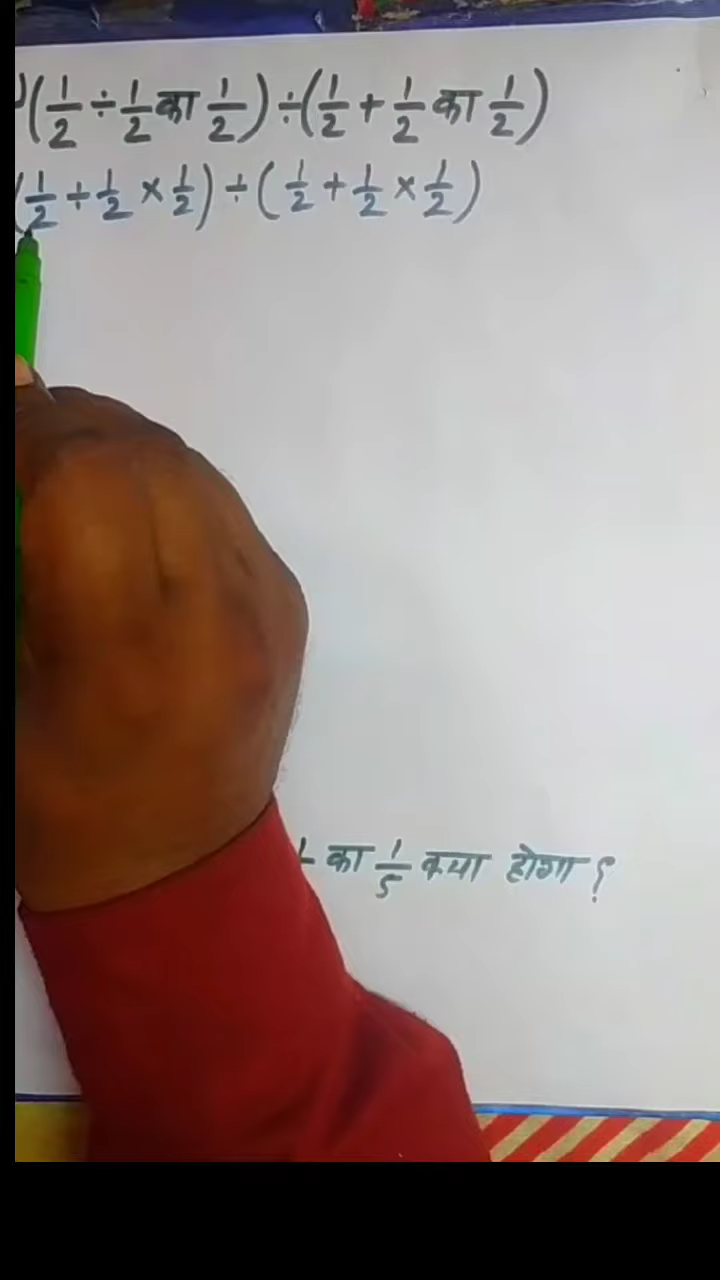 (1/2 ÷ 1/2 का 1/2) ÷ (1/2 + 1/2 का 1/2)
(1/2 ÷ 1/2 × 1/2) ÷ (1/2 + 1/2 × 1/2)
का 1/5 क्या होगा ?